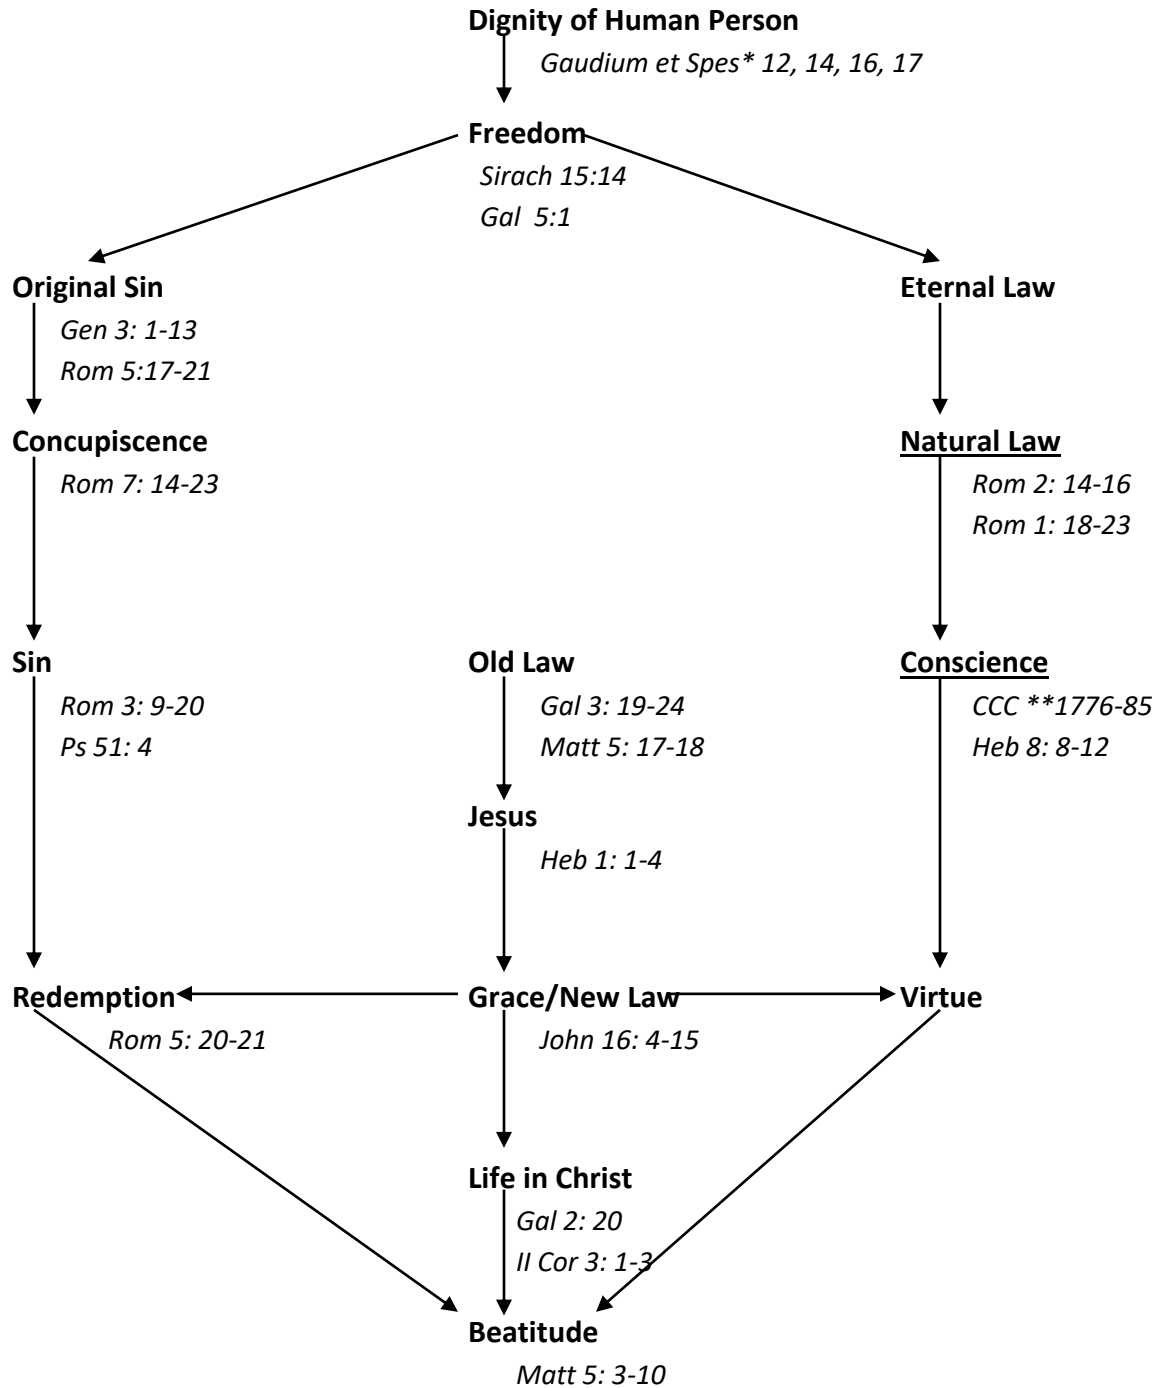 Dignity of Human Person
Gaudium et Spes* 12, 14, 16, 17
Freedom
Sirach 15:14
Gal 5:1
Original Sin
Gen 3: 1-13
Rom 5:17-21
Eternal Law
Concupiscence
Rom 7: 14-23
Natural Law
Rom 2: 14-16
Rom 1: 18-23
Sin
Rom 3: 9-20
Ps 51: 4
Old Law
Gal 3: 19-24
Matt 5: 17-18
Conscience
CCC **1776-85
Heb 8: 8-12
Jesus
Heb 1: 1-4
Redemption
Rom 5: 20-21
Grace/New Law
John 16: 4-15
Virtue
Life in Christ
Gal 2: 20
II Cor 3: 1-3
Beatitude
Matt 5: 3-10